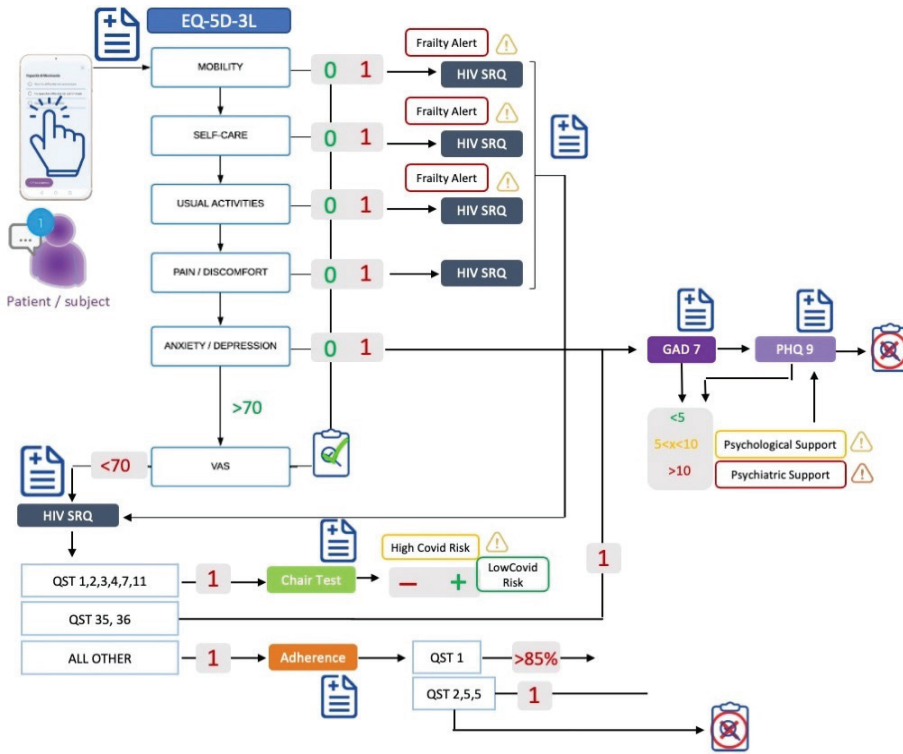 EQ-5D-3L
MOBILITY
0 1
Frailty Alert
HIV SRQ
SELF-CARE
0 1
Frailty Alert
HIV SRQ
USUAL ACTIVITIES
0 1
Frailty Alert
HIV SRQ
PAIN / DISCOMFORT
0 1
HIV SRQ
1
...
Patient / subject
ANXIETY / DEPRESSION
0 1
GAD 7
PHQ 9
<5
5<x<10
>10
Psychological Support
Psychiatric Support
>70
<70
VAS
HIV SRQ
QST 1,2,3,4,7,11
1
Chair Test
High Covid Risk
− +
LowCovid
Risk
1
QST 35, 36
ALL OTHER
1
Adherence
QST 1
>85%
QST 2,5,5
1